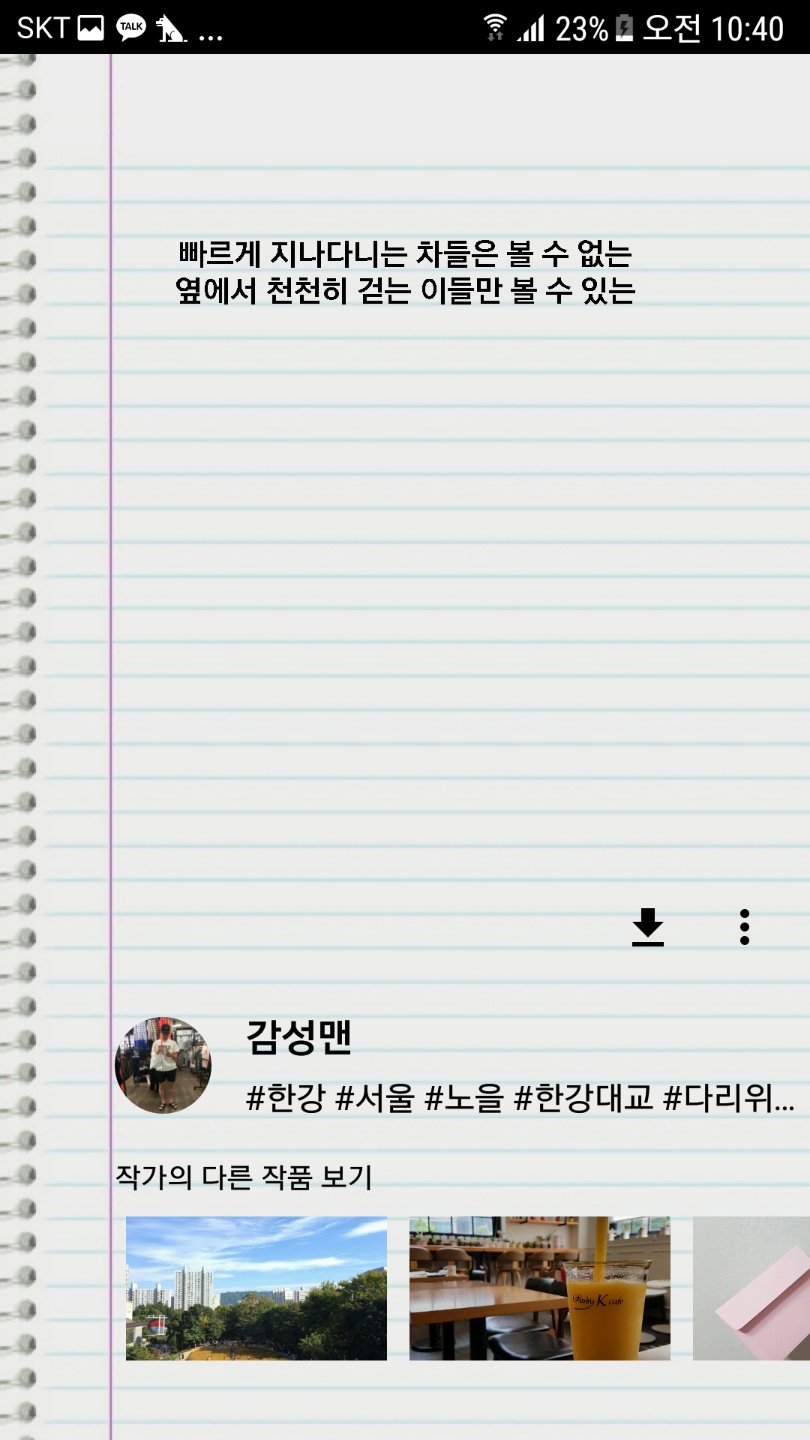 SKT TALK ... 23% 오전 10:40
빠르게 지나다니는 차들은 볼 수 없는
옆에서 천천히 걷는 이들만 볼 수 있는
감성맨
#한강 #서울 #노을 #한강대교 #다리위...
작가의 다른 작품 보기
K cafe